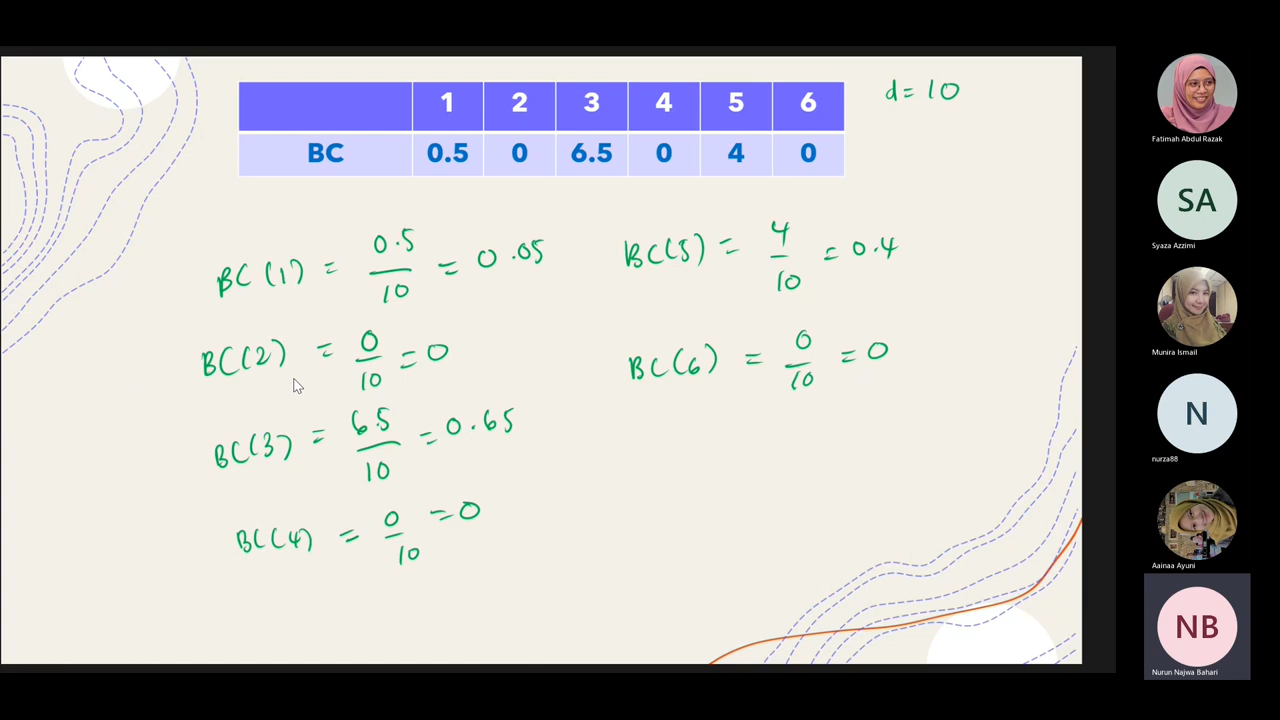 1 2 3 4 5 6
d = 10
BC 0.5 0 6.5 0 4 0
BC(1) = 0.5/10 = 0.05
BC(2) = 0/10 = 0
BC(3) = 6.5/10 = 0.65
BC(4) = 0/10 = 0
BC(5) = 4/10 = 0.4
BC(6) = 0/10 = 0
Fatimah Abdul Razak
SA
Syaza Azzimi
Munira Ismail
N
nurza88
Aainaa Ayuni
NB
Nurun Najwa Bahari